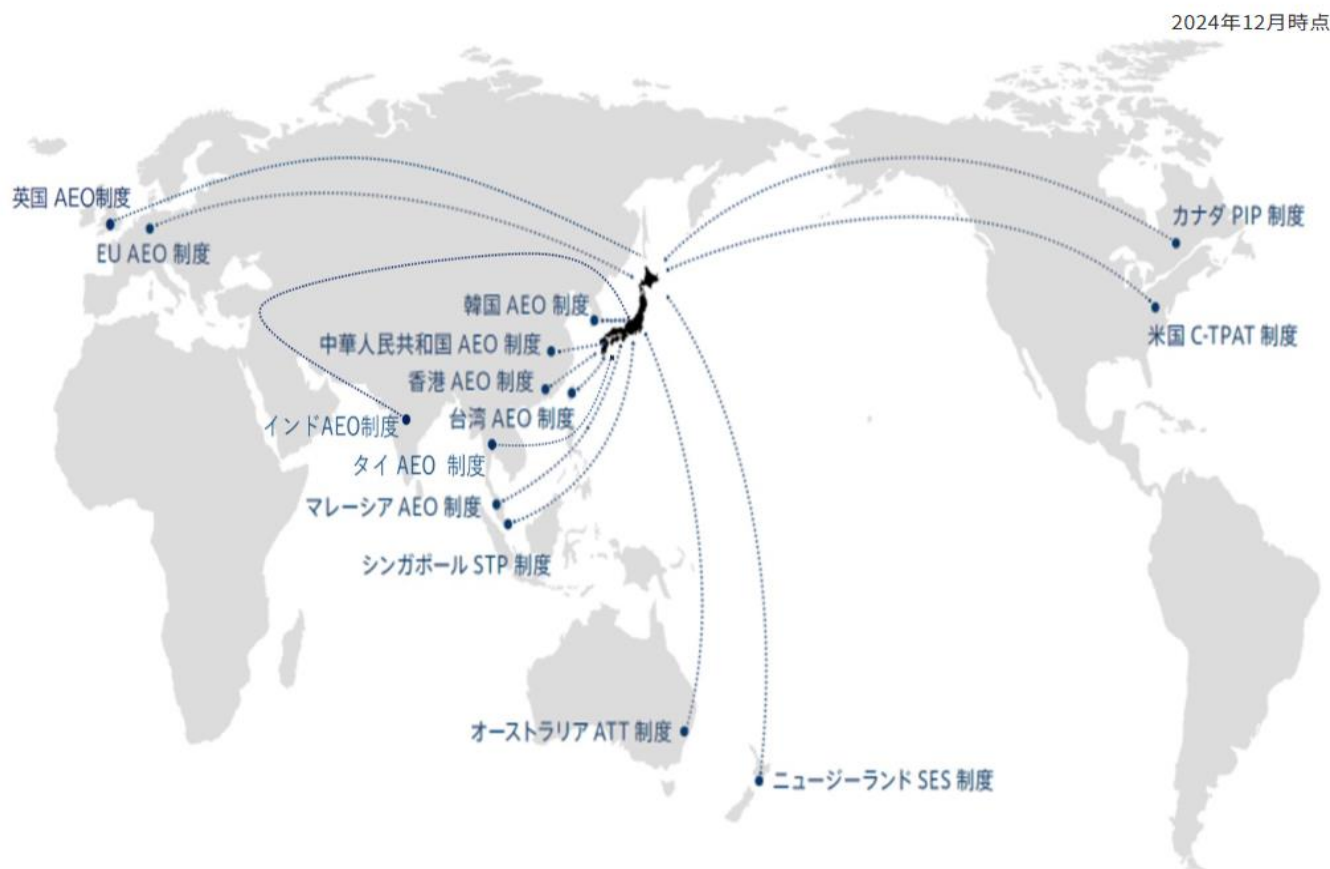 2024年12月時点
英国 AEO制度
EU AEO 制度
カナダ PIP 制度
米国 C-TPAT 制度
韓国 AEO 制度
中華人民共和国 AEO 制度
香港 AEO 制度
台湾 AEO 制度
インドAEO制度
タイ AEO 制度
マレーシア AEO 制度
シンガポール STP 制度
オーストラリア ATT 制度
ニュージーランド SES 制度